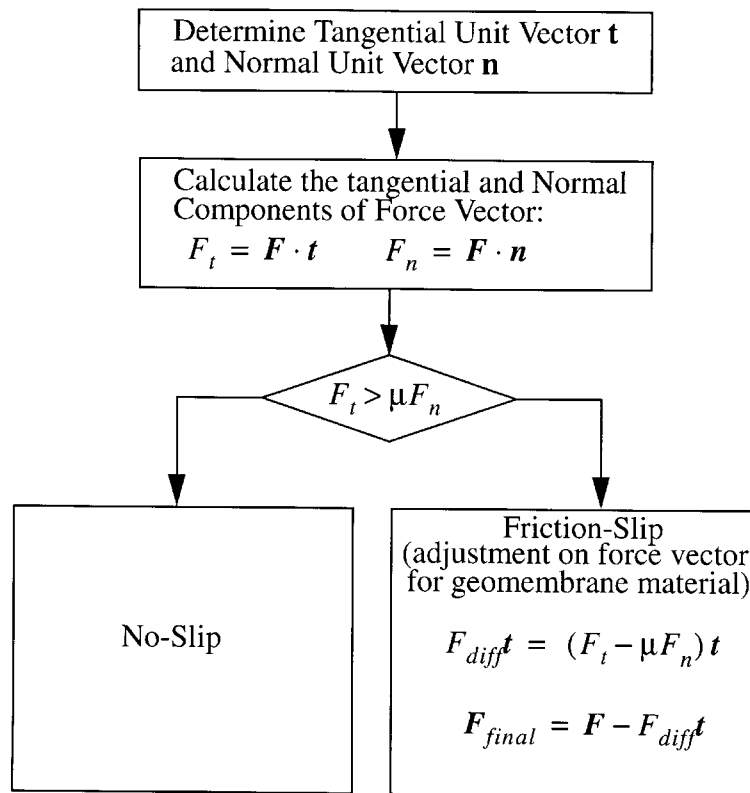 Determine Tangential Unit Vector t
and Normal Unit Vector n
Calculate the tangential and Normal
Components of Force Vector:
F_t = F · t   F_n = F · n
F_t > μF_n
No-Slip
Friction-Slip
(adjustment on force vector
for geomembrane material)
F_diff t = (F_t − μF_n) t
F_final = F − F_diff t